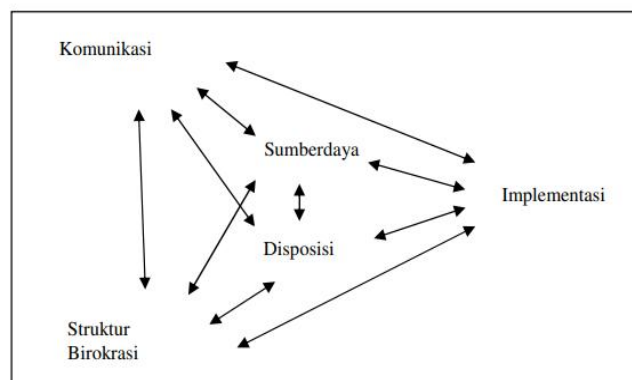 Komunikasi
Sumberdaya
Implementasi
Disposisi
Struktur
Birokrasi